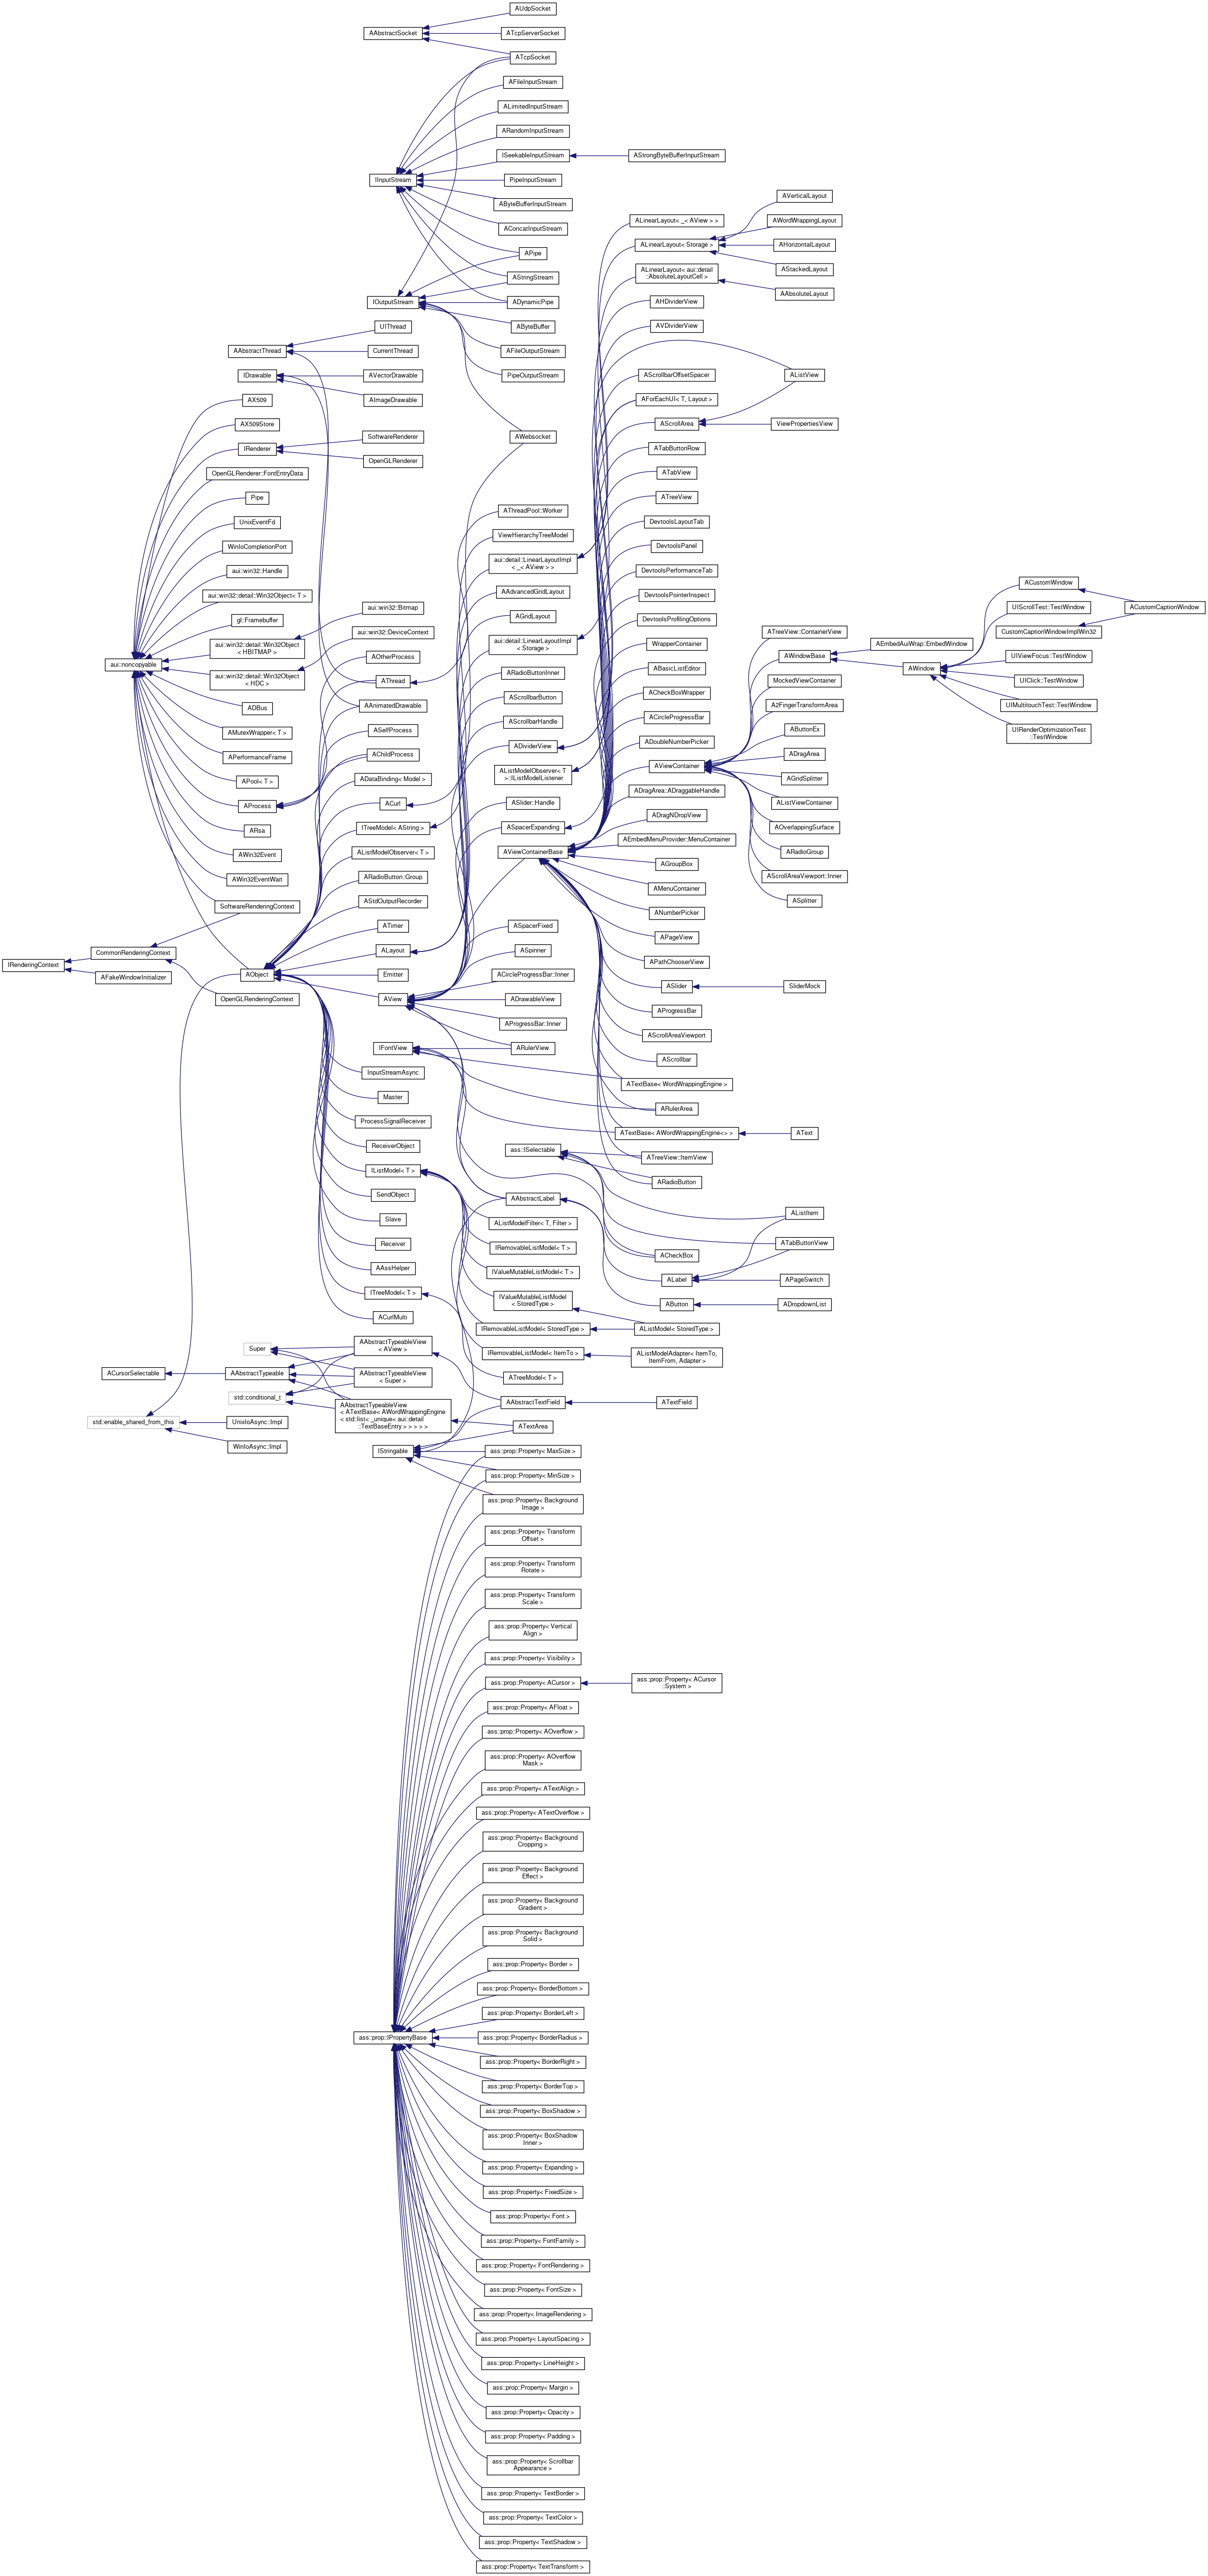 AUdpSocket
AAbstractSocket
ATcpServerSocket
ATcpSocket
AFileInputStream
ALimitedInputStream
ARandomInputStream
ISeekableInputStream
AStrongByteBufferInputStream
IInputStream
PipeInputStream
AByteBufferInputStream
AConcatInputStream
APipe
AStringStream
IOutputStream
ADynamicPipe
AByteBuffer
AFileOutputStream
PipeOutputStream
AVerticalLayout
ALinearLayout< _< AView > >
AWordWrappingLayout
ALinearLayout< Storage >
AHorizontalLayout
AStackedLayout
ALinearLayout< aui::detail
::AbsoluteLayoutCell >
AAbsoluteLayout
AHDividerView
AVDividerView
UIThread
AAbstractThread
CurrentThread
IDrawable
AVectorDrawable
AImageDrawable
AX509
AX509Store
IRenderer
SoftwareRenderer
OpenGLRenderer
OpenGLRenderer::FontEntryData
Pipe
UnixEventFd
WinIoCompletionPort
aui::win32::Handle
aui::win32::detail::Win32Object< T >
gl::Framebuffer
aui::win32::Bitmap
aui::win32::detail::Win32Object
< HBITMAP >
aui::win32::DeviceContext
aui::win32::detail::Win32Object
< HDC >
aui::noncopyable
ADBus
AMutexWrapper< T >
APerformanceFrame
APool< T >
AProcess
ARsa
AWin32Event
AWin32EventWait
AOtherProcess
AThread
AAnimatedDrawable
ASelfProcess
AChildProcess
ADataBinding< Model >
ACurl
ITreeModel< AString >
AListModelObserver< T >
ARadioButton::Group
AStdOutputRecorder
ATimer
ALayout
Emitter
AView
AWebsocket
AThreadPool::Worker
ViewHierarchyTreeModel
aui::detail::LinearLayoutImpl
< _< AView > >
AAdvancedGridLayout
AGridLayout
aui::detail::LinearLayoutImpl
< Storage >
ARadioButtonInner
AScrollbarButton
AScrollbarHandle
ADividerView
AListModelObserver< T
>::IListModelListener
ASlider::Handle
ASpacerExpanding
AViewContainerBase
ASpacerFixed
ASpinner
ACircleProgressBar::Inner
ADrawableView
AProgressBar::Inner
ARulerView
AListView
AScrollbarOffsetSpacer
AForEachUI< T, Layout >
AScrollArea
ViewPropertiesView
ATabButtonRow
ATabView
ATreeView
DevtoolsLayoutTab
DevtoolsPanel
DevtoolsPerformanceTab
DevtoolsPointerInspect
DevtoolsProfilingOptions
WrapperContainer
ABasicListEditor
ACheckBoxWrapper
ACircleProgressBar
ADoubleNumberPicker
AViewContainer
ADragArea::ADraggableHandle
ADragNDropView
AEmbedMenuProvider::MenuContainer
AGroupBox
AMenuContainer
ANumberPicker
APageView
APathChooserView
ASlider
SliderMock
AProgressBar
AScrollAreaViewport
AScrollbar
ATextBase< WordWrappingEngine >
ARulerArea
ATextBase< AWordWrappingEngine<> >
AText
ATreeView::ItemView
ARadioButton
ATreeView::ContainerView
AWindowBase
AEmbedAuiWrap::EmbedWindow
MockedViewContainer
A2FingerTransformArea
AButtonEx
ADragArea
AGridSplitter
AListViewContainer
AOverlappingSurface
ARadioGroup
AScrollAreaViewport::Inner
ASplitter
AWindow
ACustomWindow
UIScrollTest::TestWindow
ACustomCaptionWindow
CustomCaptionWindowImplWin32
UIViewFocus::TestWindow
UIClick::TestWindow
UIMultitouchTest::TestWindow
UIRenderOptimizationTest
::TestWindow
SoftwareRenderingContext
CommonRenderingContext
IRenderingContext
AFakeWindowInitializer
OpenGLRenderingContext
AObject
IFontView
InputStreamAsync
Master
ProcessSignalReceiver
ReceiverObject
IListModel< T >
SendObject
Slave
Receiver
AAssHelper
ITreeModel< T >
ACurlMulti
ass::ISelectable
AAbstractLabel
AListModelFilter< T, Filter >
IRemovableListModel< T >
IValueMutableListModel< T >
IValueMutableListModel
< StoredType >
IRemovableListModel< StoredType >
AListModel< StoredType >
IRemovableListModel< ItemTo >
AListModelAdapter< ItemTo,
ItemFrom, Adapter >
ATreeModel< T >
AListItem
ATabButtonView
ACheckBox
ALabel
APageSwitch
AButton
ADropdownList
Super
AAbstractTypeableView
< AView >
ACursorSelectable
AAbstractTypeable
AAbstractTypeableView
< Super >
std::conditional_t
AAbstractTypeableView
< ATextBase< AWordWrappingEngine
< std::list< _unique< aui::detail
::TextBaseEntry > > > > >
AAbstractTextField
ATextField
ATextArea
std::enable_shared_from_this
UnixIoAsync::Impl
WinIoAsync::Impl
IStringable
ass::prop::Property< MaxSize >
ass::prop::Property< MinSize >
ass::prop::Property< Background
Image >
ass::prop::Property< Transform
Offset >
ass::prop::Property< Transform
Rotate >
ass::prop::Property< Transform
Scale >
ass::prop::Property< Vertical
Align >
ass::prop::Property< Visibility >
ass::prop::Property< ACursor >
ass::prop::Property< ACursor
::System >
ass::prop::Property< AFloat >
ass::prop::Property< AOverflow >
ass::prop::Property< AOverflow
Mask >
ass::prop::Property< ATextAlign >
ass::prop::Property< ATextOverflow >
ass::prop::Property< Background
Cropping >
ass::prop::Property< Background
Effect >
ass::prop::Property< Background
Gradient >
ass::prop::Property< Background
Solid >
ass::prop::Property< Border >
ass::prop::Property< BorderBottom >
ass::prop::Property< BorderLeft >
ass::prop::IPropertyBase
ass::prop::Property< BorderRadius >
ass::prop::Property< BorderRight >
ass::prop::Property< BorderTop >
ass::prop::Property< BoxShadow >
ass::prop::Property< BoxShadow
Inner >
ass::prop::Property< Expanding >
ass::prop::Property< FixedSize >
ass::prop::Property< Font >
ass::prop::Property< FontFamily >
ass::prop::Property< FontRendering >
ass::prop::Property< FontSize >
ass::prop::Property< ImageRendering >
ass::prop::Property< LayoutSpacing >
ass::prop::Property< LineHeight >
ass::prop::Property< Margin >
ass::prop::Property< Opacity >
ass::prop::Property< Padding >
ass::prop::Property< Scrollbar
Appearance >
ass::prop::Property< TextBorder >
ass::prop::Property< TextColor >
ass::prop::Property< TextShadow >
ass::prop::Property< TextTransform >